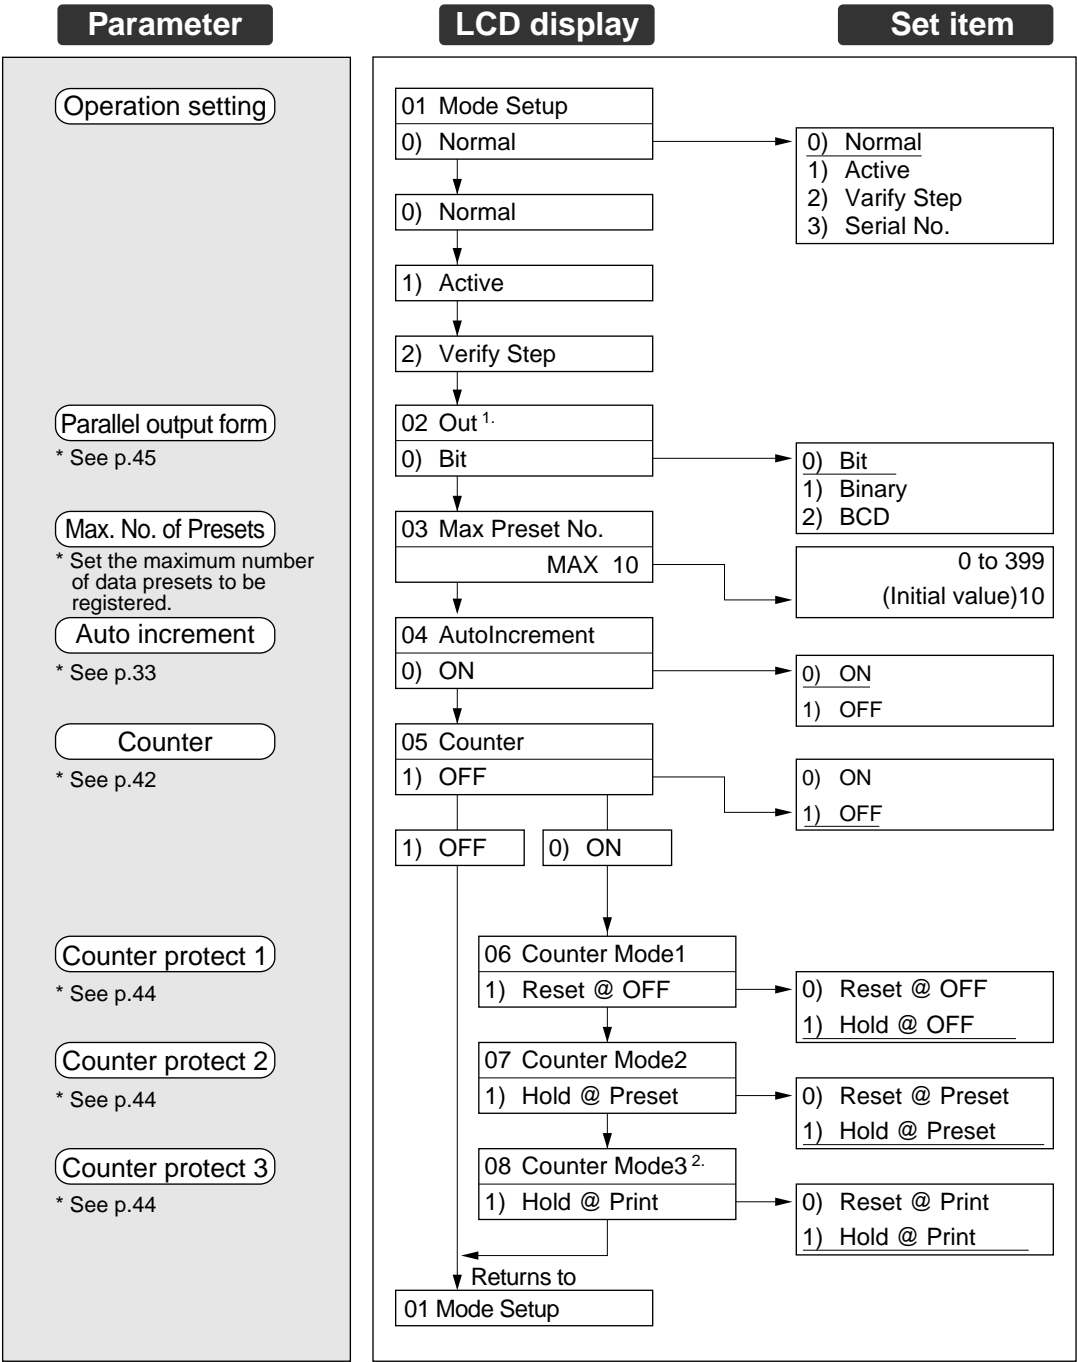 Parameter
LCD display
Set item
Operation setting
01 Mode Setup
0) Normal
0) Normal
1) Active
2) Varify Step
3) Serial No.
0) Normal
1) Active
2) Verify Step
Parallel output form
* See p.45
02 Out 1.
0) Bit
0) Bit
1) Binary
2) BCD
Max. No. of Presets
* Set the maximum number
of data presets to be
registered.
03 Max Preset No.
MAX 10
0 to 399
(Initial value)10
Auto increment
* See p.33
04 AutoIncrement
0) ON
0) ON
1) OFF
Counter
* See p.42
05 Counter
1) OFF
0) ON
1) OFF
1) OFF
0) ON
Counter protect 1
* See p.44
06 Counter Mode1
1) Reset @ OFF
0) Reset @ OFF
1) Hold @ OFF
Counter protect 2
* See p.44
07 Counter Mode2
1) Hold @ Preset
0) Reset @ Preset
1) Hold @ Preset
Counter protect 3
* See p.44
08 Counter Mode3 2.
1) Hold @ Print
0) Reset @ Print
1) Hold @ Print
Returns to
01 Mode Setup